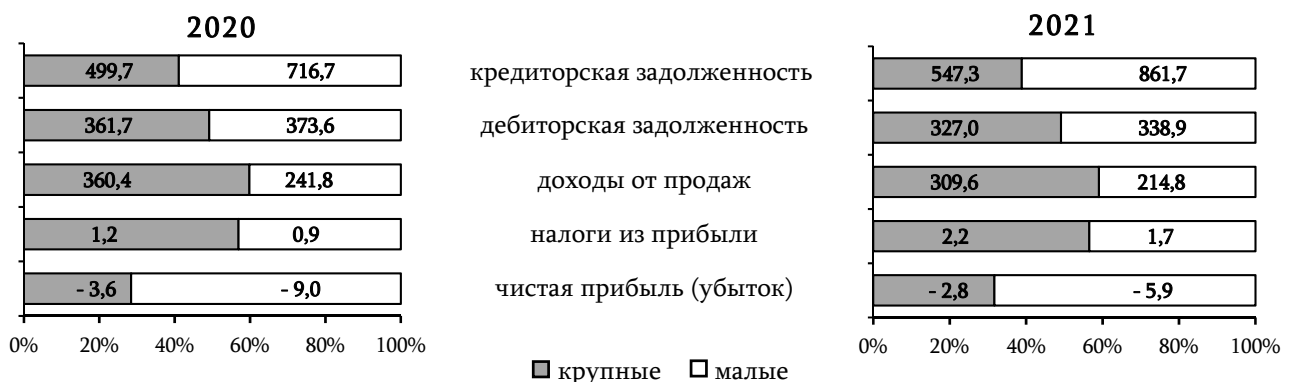 2020
2021
499,7 716,7 кредиторская задолженность 547,3 861,7
361,7 373,6 дебиторская задолженность 327,0 338,9
360,4 241,8 доходы от продаж 309,6 214,8
1,2 0,9 налоги из прибыли 2,2 1,7
- 3,6 - 9,0 чистая прибыль (убыток) - 2,8 - 5,9
0% 20% 40% 60% 80% 100% 0% 20% 40% 60% 80% 100%
крупные малые